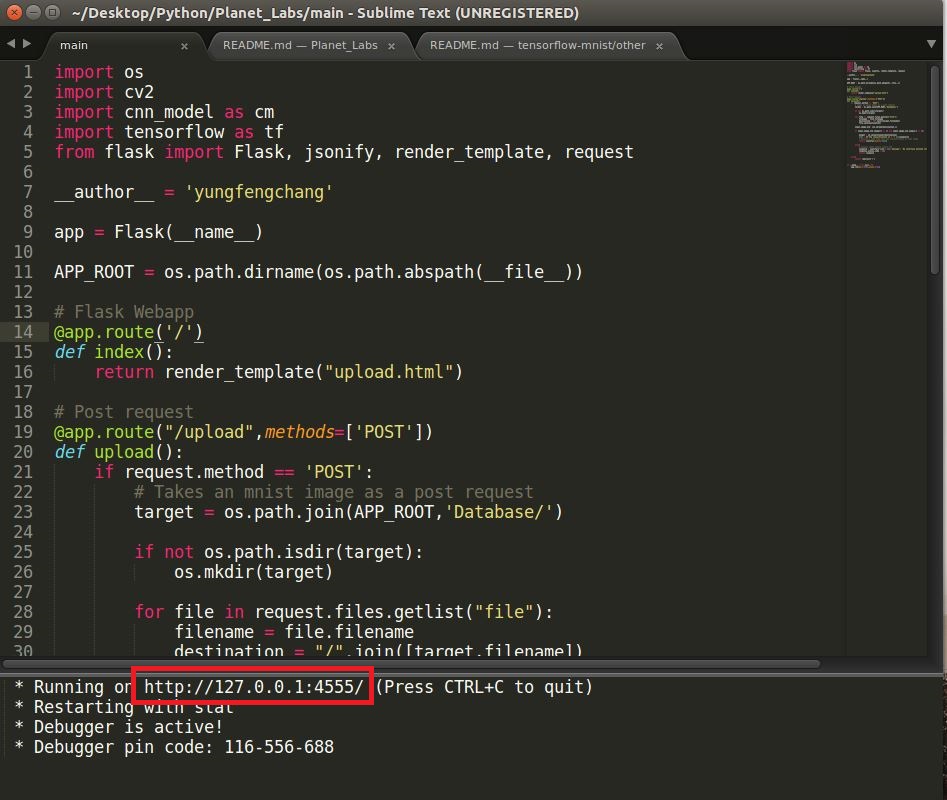 ~/Desktop/Python/Planet_Labs/main - Sublime Text (UNREGISTERED)
main × README.md — Planet_Labs × README.md — tensorflow-mnist/other ×
1 import os
2 import cv2
3 import cnn_model as cm
4 import tensorflow as tf
5 from flask import Flask, jsonify, render_template, request
6
7 __author__ = 'yungfengchang'
8
9 app = Flask(__name__)
10
11 APP_ROOT = os.path.dirname(os.path.abspath(__file__))
12
13 # Flask Webapp
14 @app.route('/')
15 def index():
16     return render_template("upload.html")
17
18 # Post request
19 @app.route("/upload",methods=['POST'])
20 def upload():
21     if request.method == 'POST':
22         # Takes an mnist image as a post request
23         target = os.path.join(APP_ROOT,'Database/')
24
25         if not os.path.isdir(target):
26             os.mkdir(target)
27
28         for file in request.files.getlist("file"):
29             filename = file.filename
30             destination = "/".join([target,filename])
* Running on http://127.0.0.1:4555/ (Press CTRL+C to quit)
* Restarting with stat
* Debugger is active!
* Debugger pin code: 116-556-688